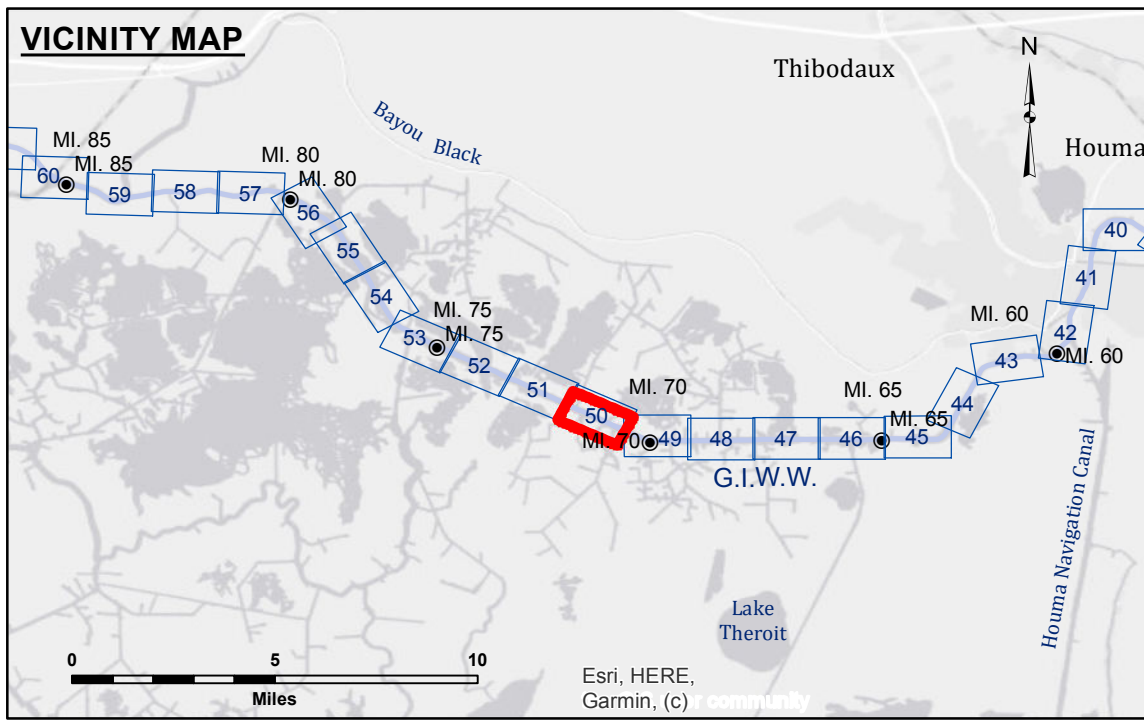 VICINITY MAP
N
Thibodaux
Bayou Black
Houma
MI. 85
MI. 85
60
59
58
57
MI. 80
MI. 80
56
55
54
MI. 75
53
MI. 75
52
51
50
MI. 70
MI. 70
49
48
47
46
MI. 65
MI. 65
45
44
43
MI. 60
MI. 60
42
41
40
G.I.W.W.
Houma Navigation Canal
Lake
Theroit
0 5 10
Miles
Esri, HERE,
Garmin, (c) community